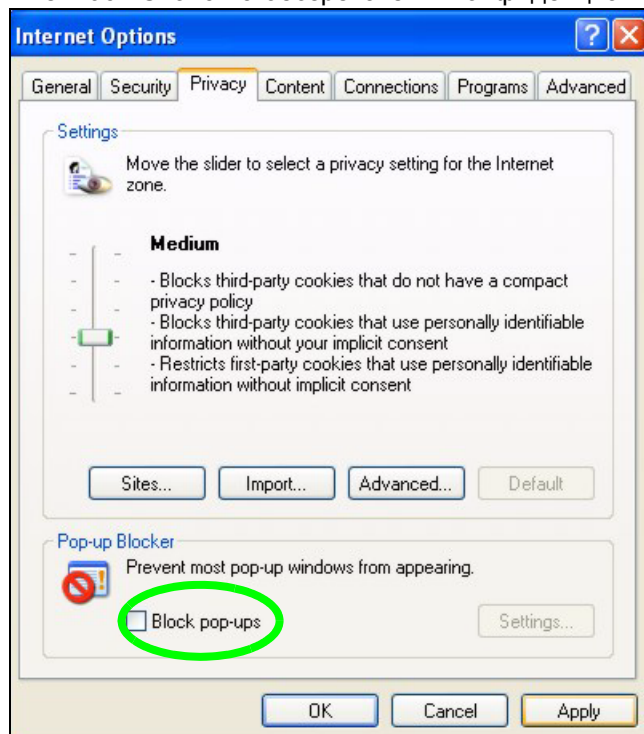 Internet Options
General Security Privacy Content Connections Programs Advanced
Settings
Move the slider to select a privacy setting for the Internet
zone.
Medium
- Blocks third-party cookies that do not have a compact
privacy policy
- Blocks third-party cookies that use personally identifiable
information without your implicit consent
- Restricts first-party cookies that use personally identifiable
information without implicit consent
Sites... Import... Advanced... Default
Pop-up Blocker
Prevent most pop-up windows from appearing.
Block pop-ups Settings...
OK Cancel Apply